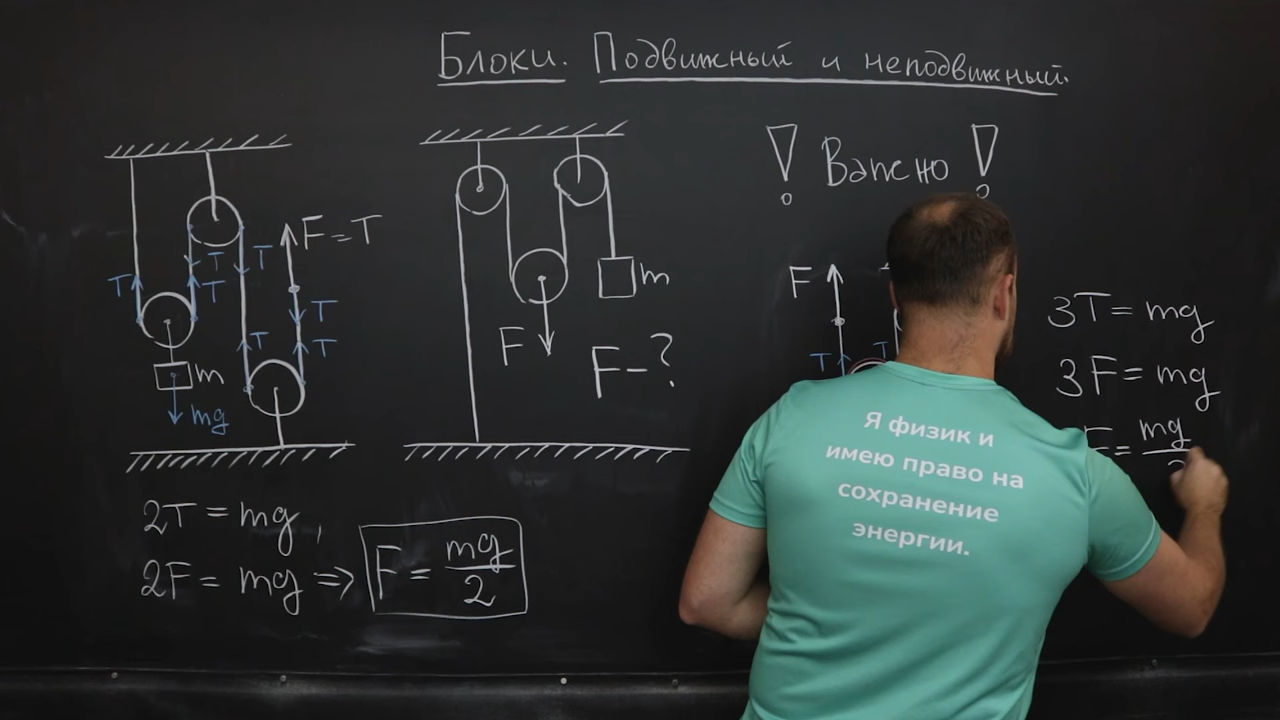 Блоки. Подвижный и неподвижный.
! Важно !
F = T
T
T
T
T
T
T
T
m
mg
2T = mg,
2F = mg => F = mg/2
m
F
F - ?
F
T
3T = mg
3F = mg
F = mg
Я физик и
имею право на
сохранение
энергии.